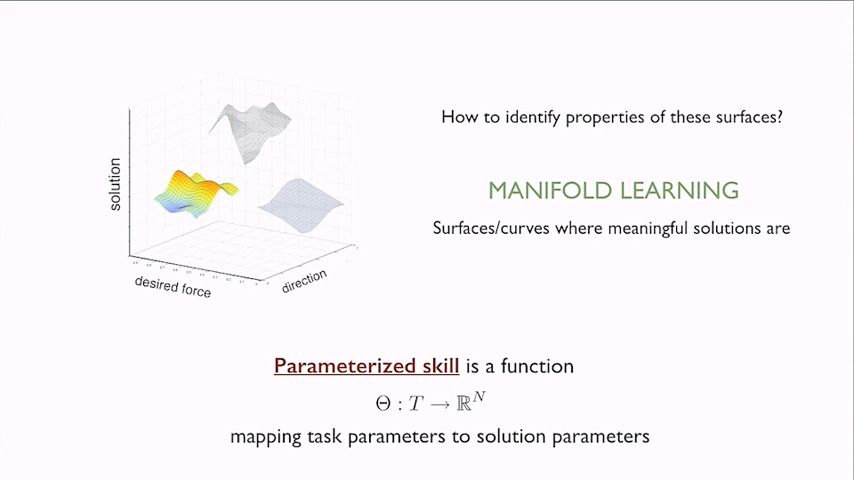 How to identify properties of these surfaces?
MANIFOLD LEARNING
Surfaces/curves where meaningful solutions are
solution
desired force
direction
Parameterized skill is a function
Θ : T → ℝ^N
mapping task parameters to solution parameters